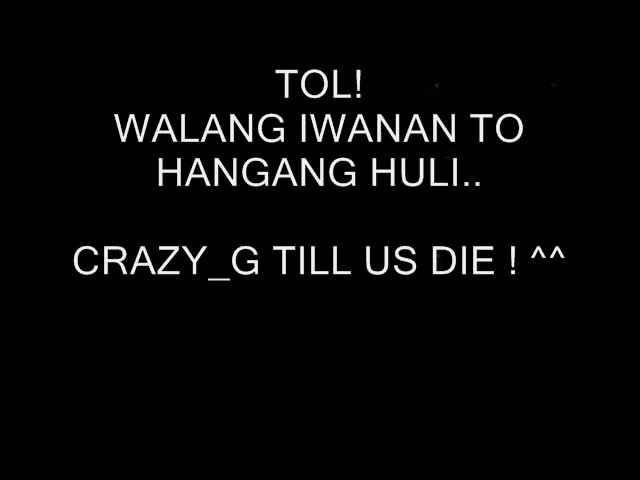 TOL!
WALANG IWANAN TO
HANGANG HULI..
CRAZY_G TILL US DIE ! ^^